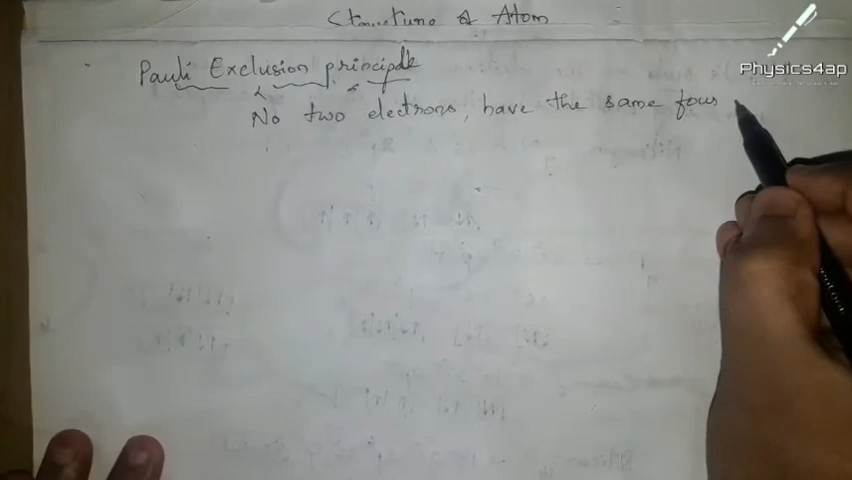 Structure of Atom
Physics4ap
Pauli Exclusion principle
No two electrons, have the same four